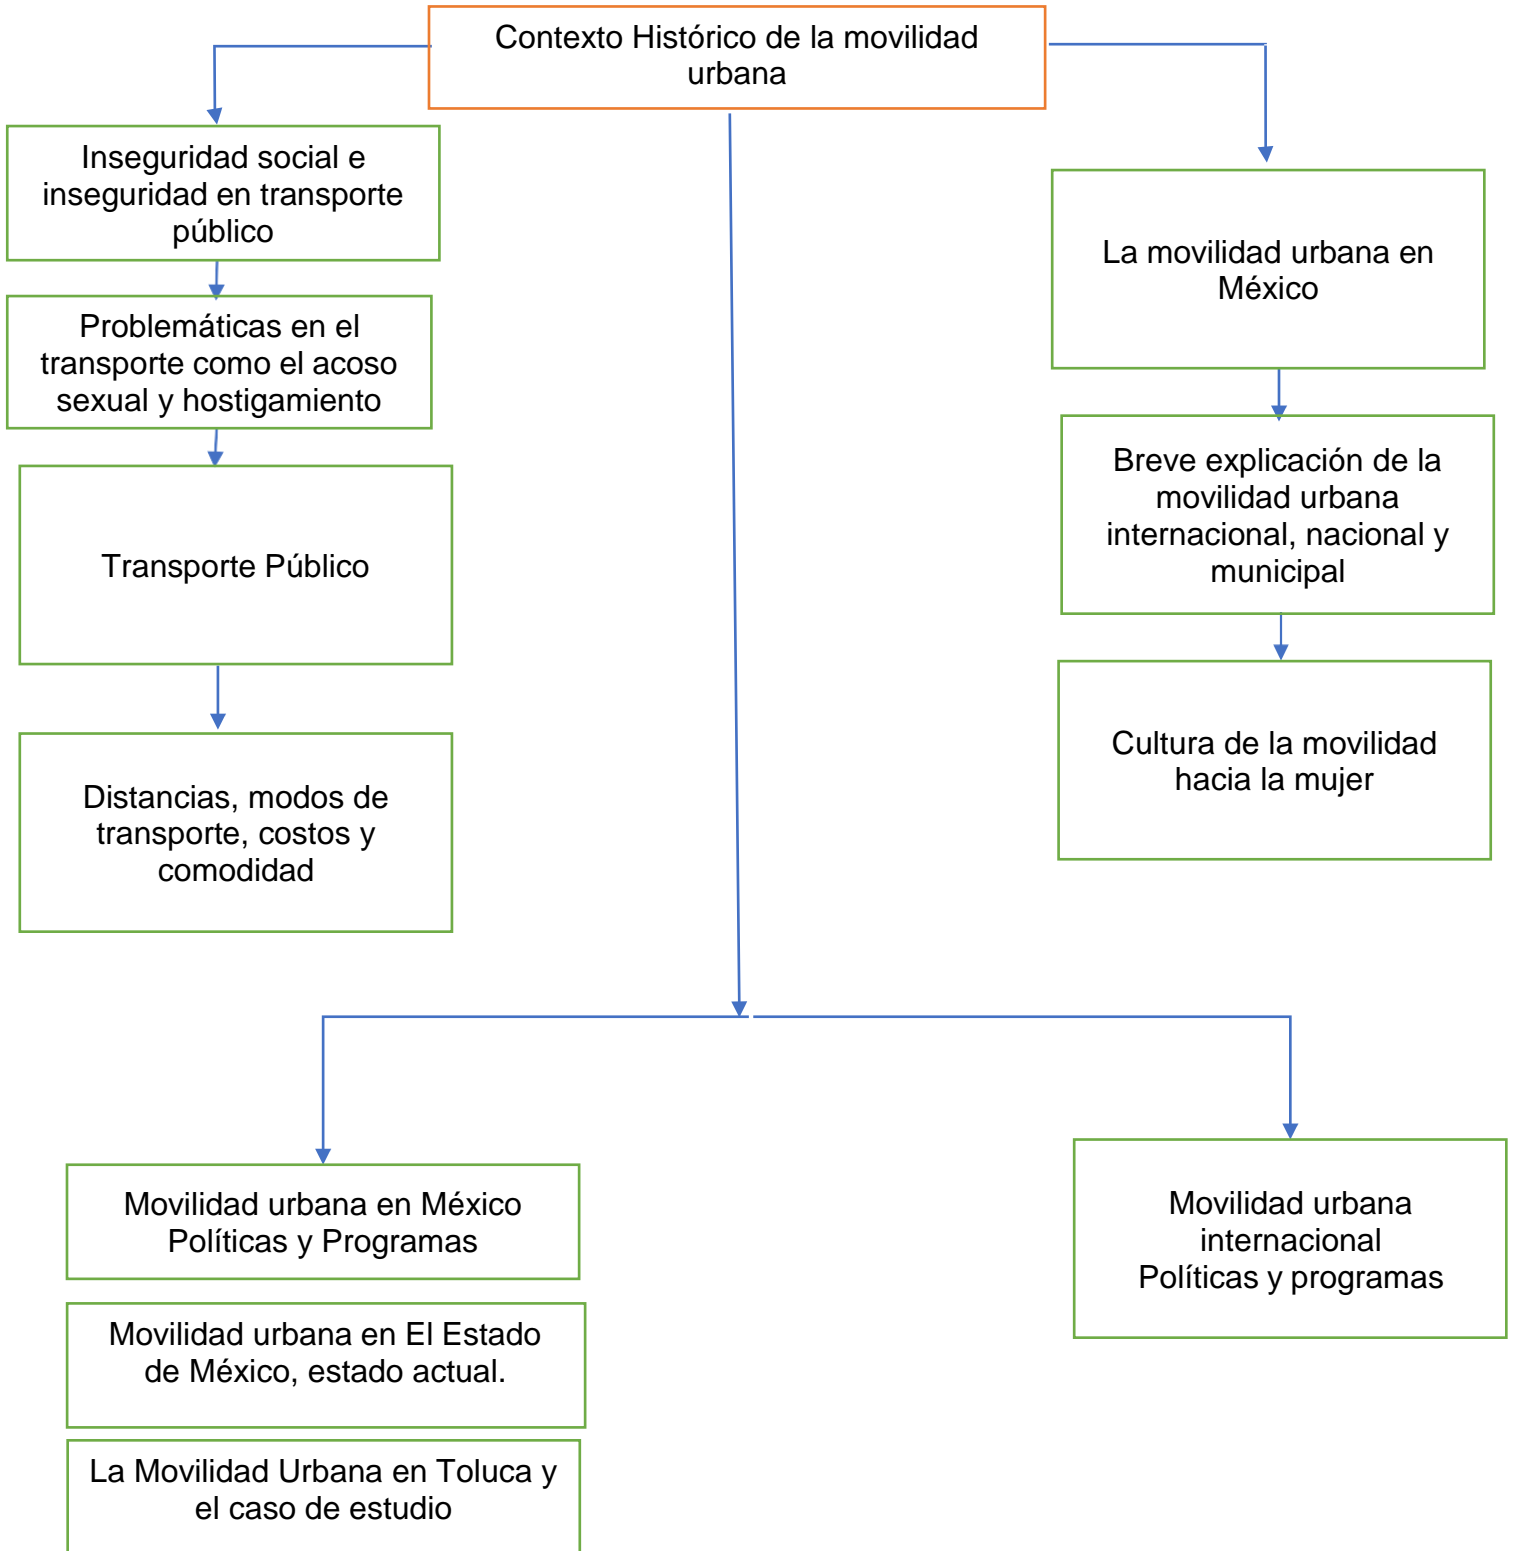 Contexto Histórico de la movilidad
urbana
Inseguridad social e
inseguridad en transporte
público
Problemáticas en el
transporte como el acoso
sexual y hostigamiento
Transporte Público
Distancias, modos de
transporte, costos y
comodidad
La movilidad urbana en
México
Breve explicación de la
movilidad urbana
internacional, nacional y
municipal
Cultura de la movilidad
hacia la mujer
Movilidad urbana en México
Políticas y Programas
Movilidad urbana en El Estado
de México, estado actual.
La Movilidad Urbana en Toluca y
el caso de estudio
Movilidad urbana
internacional
Políticas y programas